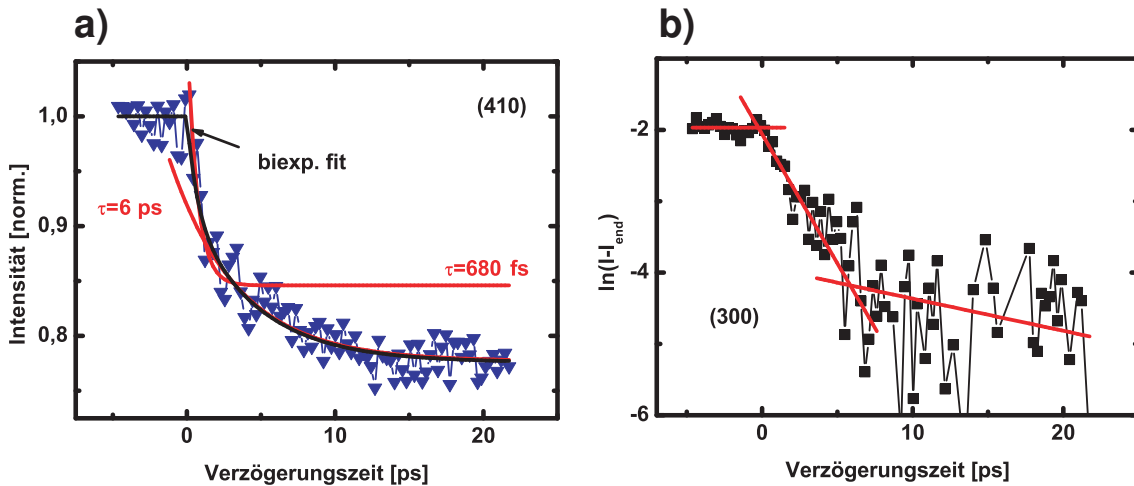 a)
Intensität [norm.]
1,0
0,9
0,8
0
10
20
Verzögerungszeit [ps]
(410)
biexp. fit
τ=6 ps
τ=680 fs
b)
ln(I-Iend)
-2
-4
-6
0
10
20
Verzögerungszeit [ps]
(300)